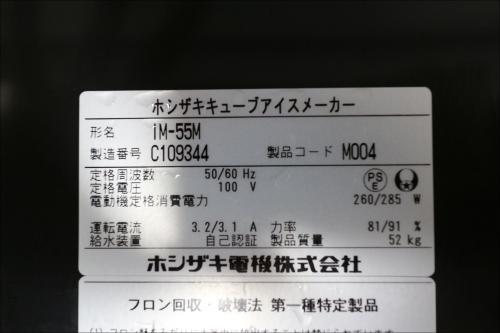 ホシザキキューブアイスメーカー
形名 IM-55M
製造番号 C109344 製品コード M004
定格周波数 50/60 Hz
定格電圧 100 V
電動機定格消費電力 260/285 W
PS
E
運転電流 3.2/3.1 A 力率 81/91 %
給水装置 自己認証 製品質量 52 kg
ホシザキ電機株式会社
フロン回収・破壊法 第一種特定製品